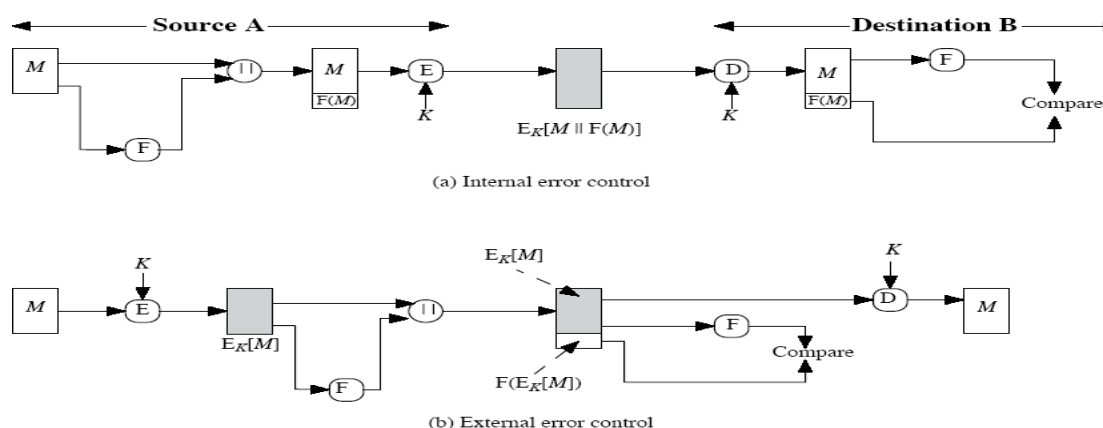 Source A
Destination B
M
F
||
M
F(M)
E
K
E_K[M || F(M)]
D
K
M
F(M)
F
Compare
(a) Internal error control
M
K
E
E_K[M]
F
||
E_K[M]
F(E_K[M])
F
Compare
K
D
M
(b) External error control